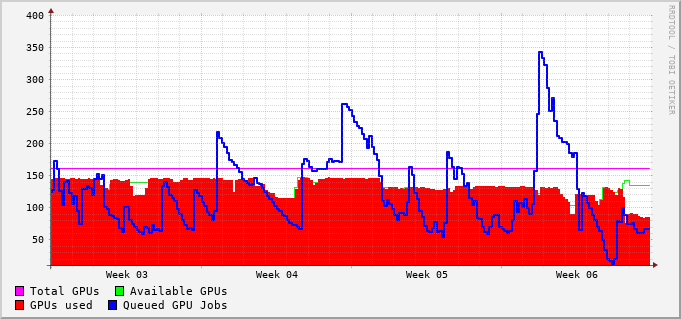 RRDTOOL / TOBI OETIKER
400
350
300
250
200
150
100
50
Week 03 Week 04 Week 05 Week 06
Total GPUs Available GPUs
GPUs used Queued GPU Jobs